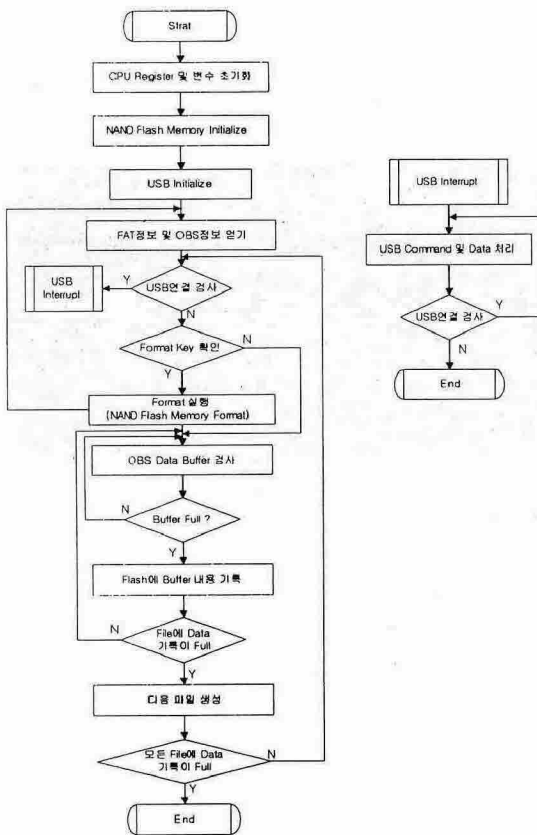 Strat
CPU Register 및 변수 초기화
NAND Flash Memory Initialize
USB Initialize
FAT정보 및 OBS정보 얻기
USB
Interrupt
Y
USB연결 검사
N
Format Key 확인
N
Y
Format 실행
(NAND Flash Memory Format)
OBS Data Buffer 검사
N
Buffer Full ?
Y
Flash에 Buffer 내용 기록
N
File에 Data
기록이 Full
Y
다음 파일 생성
모든 File에 Data
기록이 Full
N
Y
End
USB Interrupt
USB Command 및 Data 처리
USB연결 검사
Y
N
End